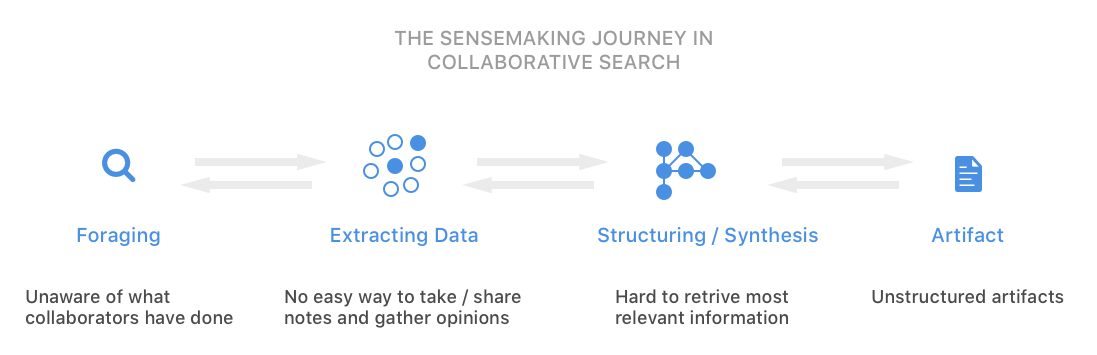 THE SENSEMAKING JOURNEY IN
COLLABORATIVE SEARCH
Foraging
Extracting Data
Structuring / Synthesis
Artifact
Unaware of what
collaborators have done
No easy way to take / share
notes and gather opinions
Hard to retrive most
relevant information
Unstructured artifacts